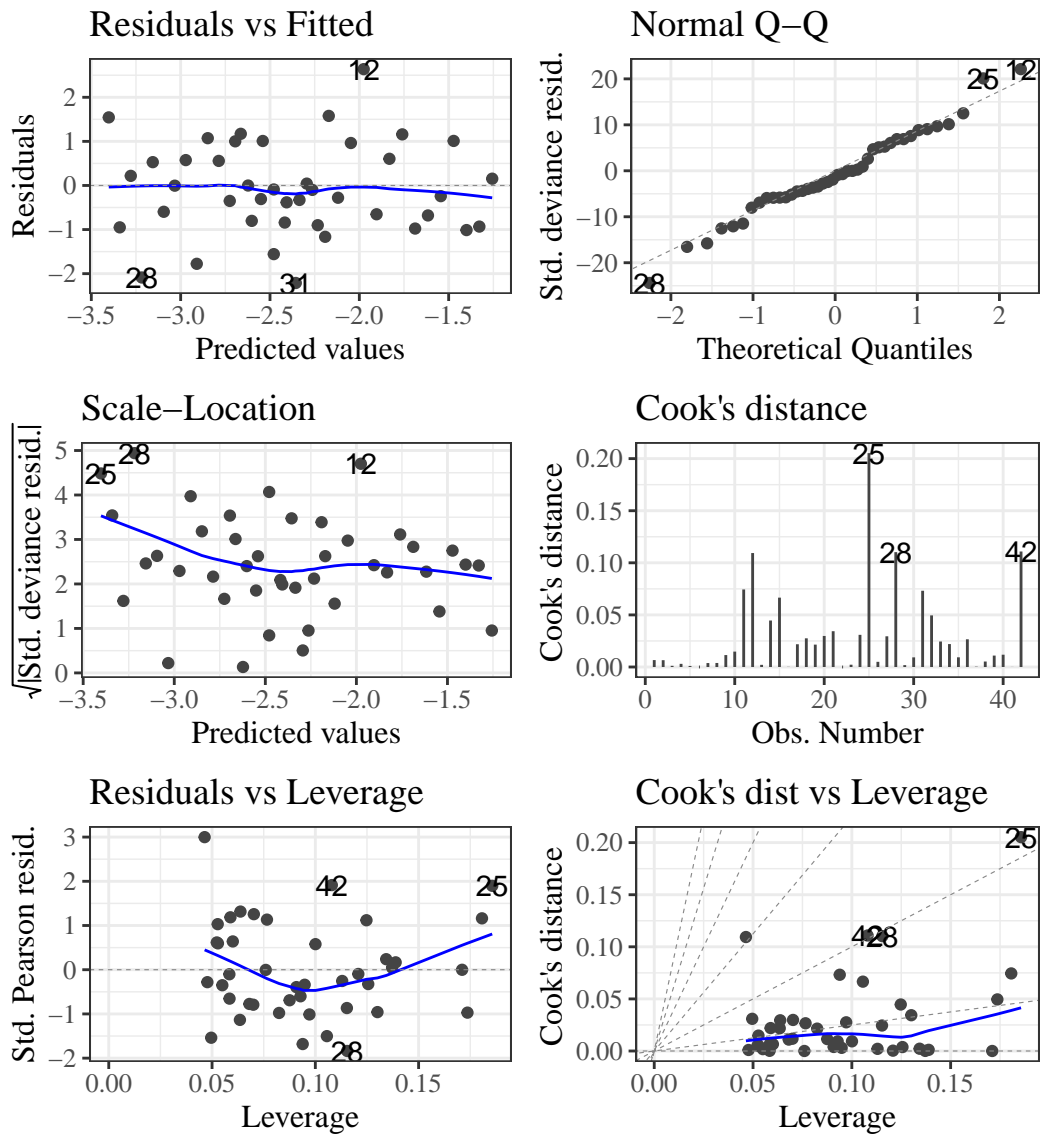 Residuals vs Fitted
Residuals
2
1
0
−1
−2
12
28
31
−3.5 −3.0 −2.5 −2.0 −1.5
Predicted values
Normal Q−Q
Std. deviance resid.
20
10
0
−10
−20
25
12
28
−2 −1 0 1 2
Theoretical Quantiles
Scale−Location
√|Std. deviance resid.|
5
4
3
2
1
0
25
28
12
−3.5 −3.0 −2.5 −2.0 −1.5
Predicted values
Cook's distance
Cook's distance
0.20
0.15
0.10
0.05
0.00
25
28
42
0 10 20 30 40
Obs. Number
Residuals vs Leverage
Std. Pearson resid.
3
2
1
0
−1
−2
42
25
28
0.00 0.05 0.10 0.15
Leverage
Cook's dist vs Leverage
Cook's distance
0.20
0.15
0.10
0.05
0.00
25
42
28
0.00 0.05 0.10 0.15
Leverage